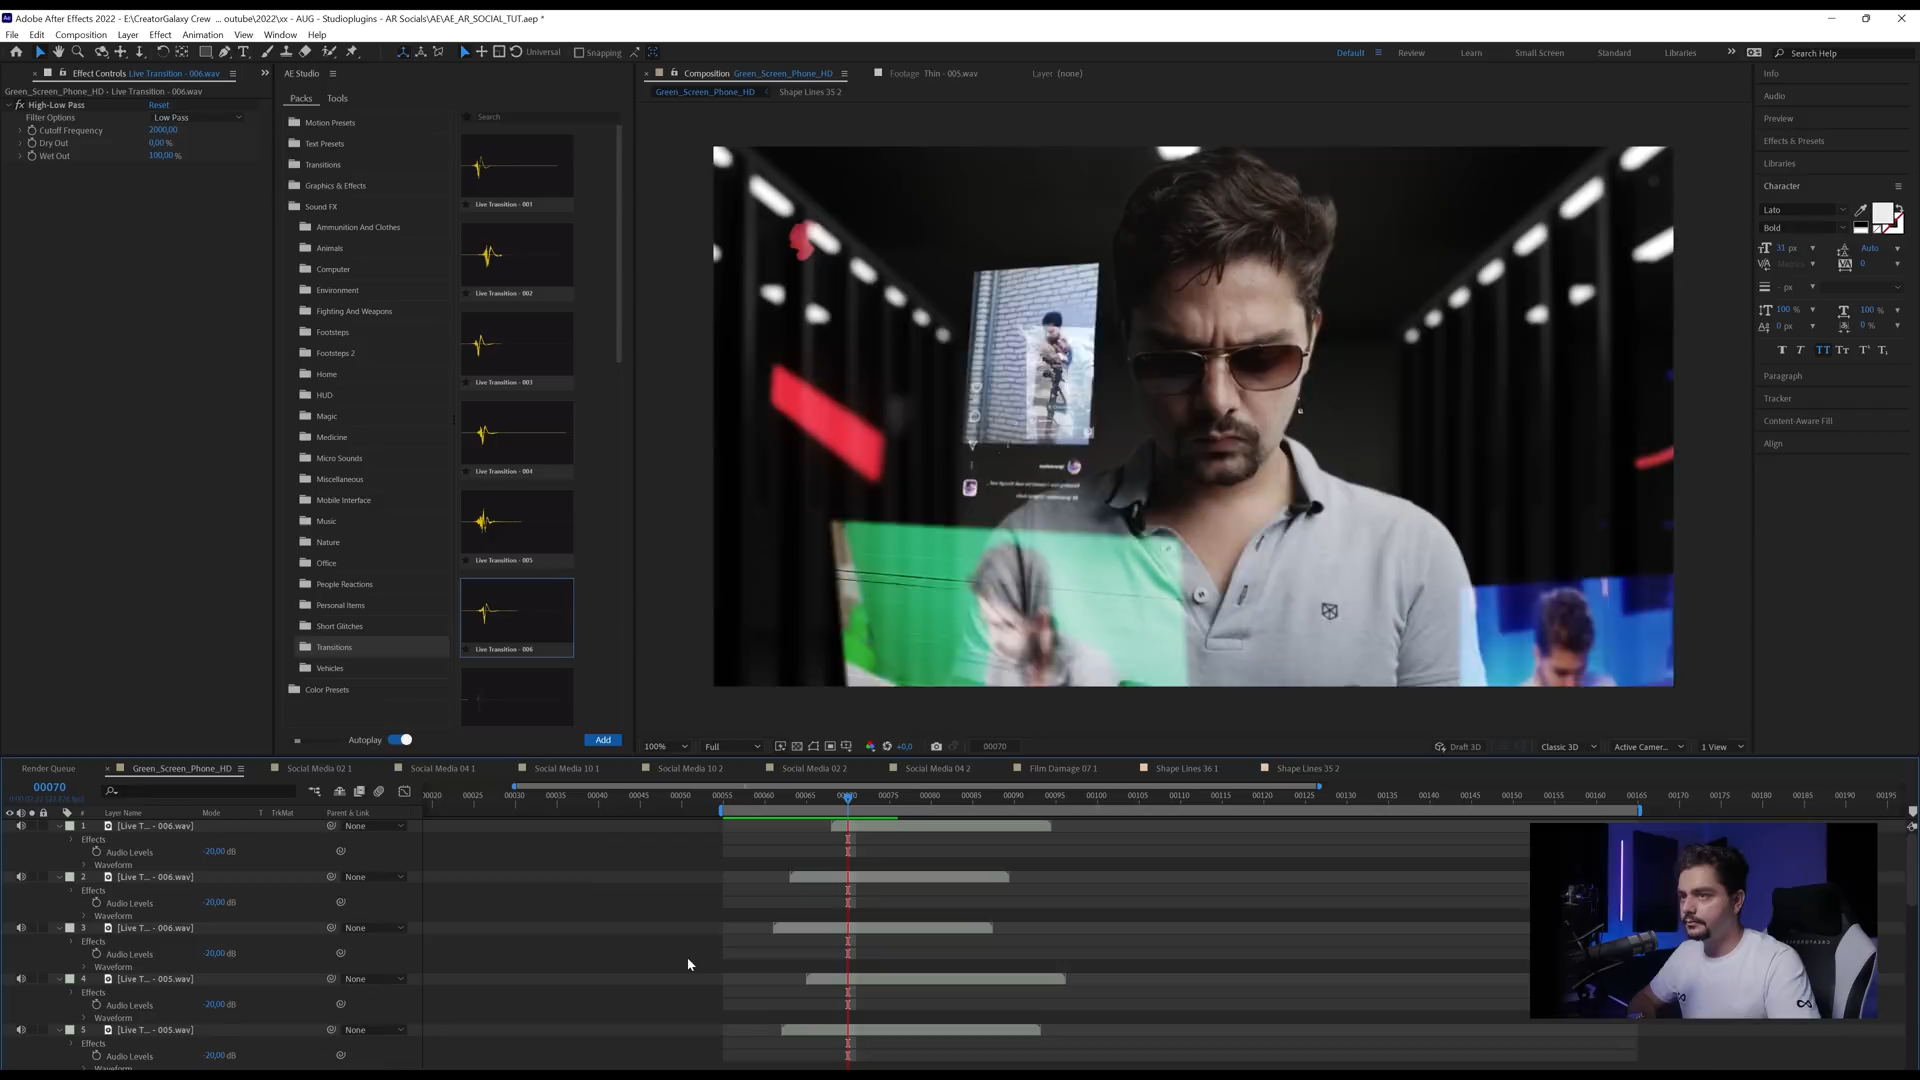 Adobe After Effects 2022 - E:\CreatorGalaxy Crew ... outube\2022\xx - AUG - Studioplugins - AR Socials\AE\AE_AR_SOCIAL_TUT.aep *
File Edit Composition Layer Effect Animation View Window Help
Universal Snapping Default Review Learn Small Screen Standard Libraries Search Help
Effect Controls Live Transition - 006.wav
Green_Screen_Phone_HD · Live Transition - 006.wav
fx High-Low Pass Reset
Filter Options Low Pass
Cutoff Frequency 2000,00
Dry Out 0,00 %
Wet Out 100,00 %
AE Studio
Packs Tools
Motion Presets
Text Presets
Transitions
Graphics & Effects
Sound FX
Ammunition And Clothes
Animals
Computer
Environment
Fighting And Weapons
Footsteps
Footsteps 2
Home
HUD
Magic
Medicine
Micro Sounds
Miscellaneous
Mobile Interface
Music
Nature
Office
People Reactions
Personal Items
Short Glitches
Transitions
Vehicles
Color Presets
Autoplay Add
Search
Live Transition - 001
Live Transition - 002
Live Transition - 003
Live Transition - 004
Live Transition - 005
Live Transition - 006
Composition Green_Screen_Phone_HD Footage Thin - 005.wav Layer (none)
Green_Screen_Phone_HD Shape Lines 35 2
100% Full +0,0 00070 Draft 3D Classic 3D Active Camer... 1 View
Info
Audio
Preview
Effects & Presets
Libraries
Character
Lato
Bold
31 px Auto
Metrics 0
- px
100 % 100 %
0 px 0 %
T T TT Tt T¹ T₁
Paragraph
Tracker
Content-Aware Fill
Align
Render Queue Green_Screen_Phone_HD Social Media 02 1 Social Media 04 1 Social Media 10 1 Social Media 10 2 Social Media 02 2 Social Media 04 2 Film Damage 07 1 Shape Lines 36 1 Shape Lines 35 2
00070
00020 00025 00030 00035 00040 00045 00050 00055 00060 00065 00070 00075 00080 00085 00090 00095 00100 00105 00110 00115 00120 00125 00130 00135 00140 00145 00150 00155 00160 00165 00170 00175 00180 00185 00190 00195
# Layer Name Mode T TrkMat Parent & Link
1 [Live T... - 006.wav] None
Effects
Audio Levels -20,00 dB
Waveform
2 [Live T... - 006.wav] None
Effects
Audio Levels -20,00 dB
Waveform
3 [Live T... - 006.wav] None
Effects
Audio Levels -20,00 dB
Waveform
4 [Live T... - 005.wav] None
Effects
Audio Levels -20,00 dB
Waveform
5 [Live T... - 005.wav] None
Effects
Audio Levels -20,00 dB
Waveform